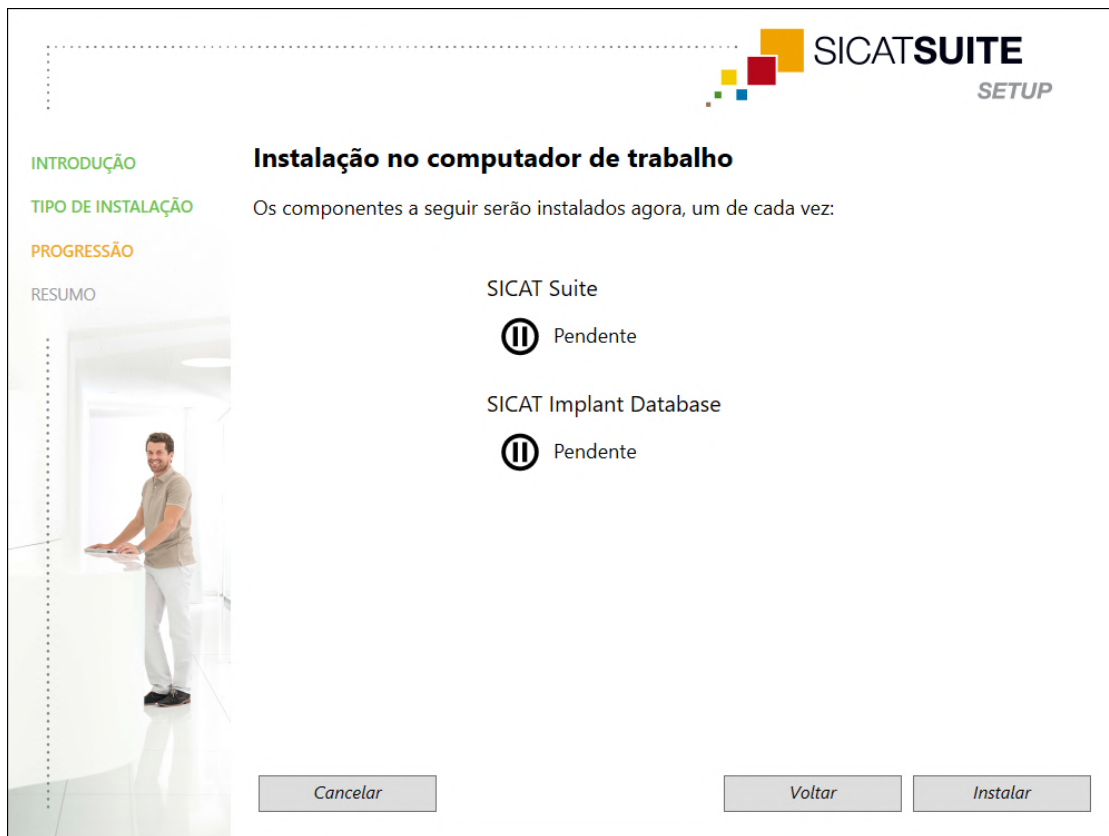 SICATSUITE
SETUP
INTRODUÇÃO
TIPO DE INSTALAÇÃO
PROGRESSÃO
RESUMO
Instalação no computador de trabalho
Os componentes a seguir serão instalados agora, um de cada vez:
SICAT Suite
Pendente
SICAT Implant Database
Pendente
Cancelar
Voltar
Instalar